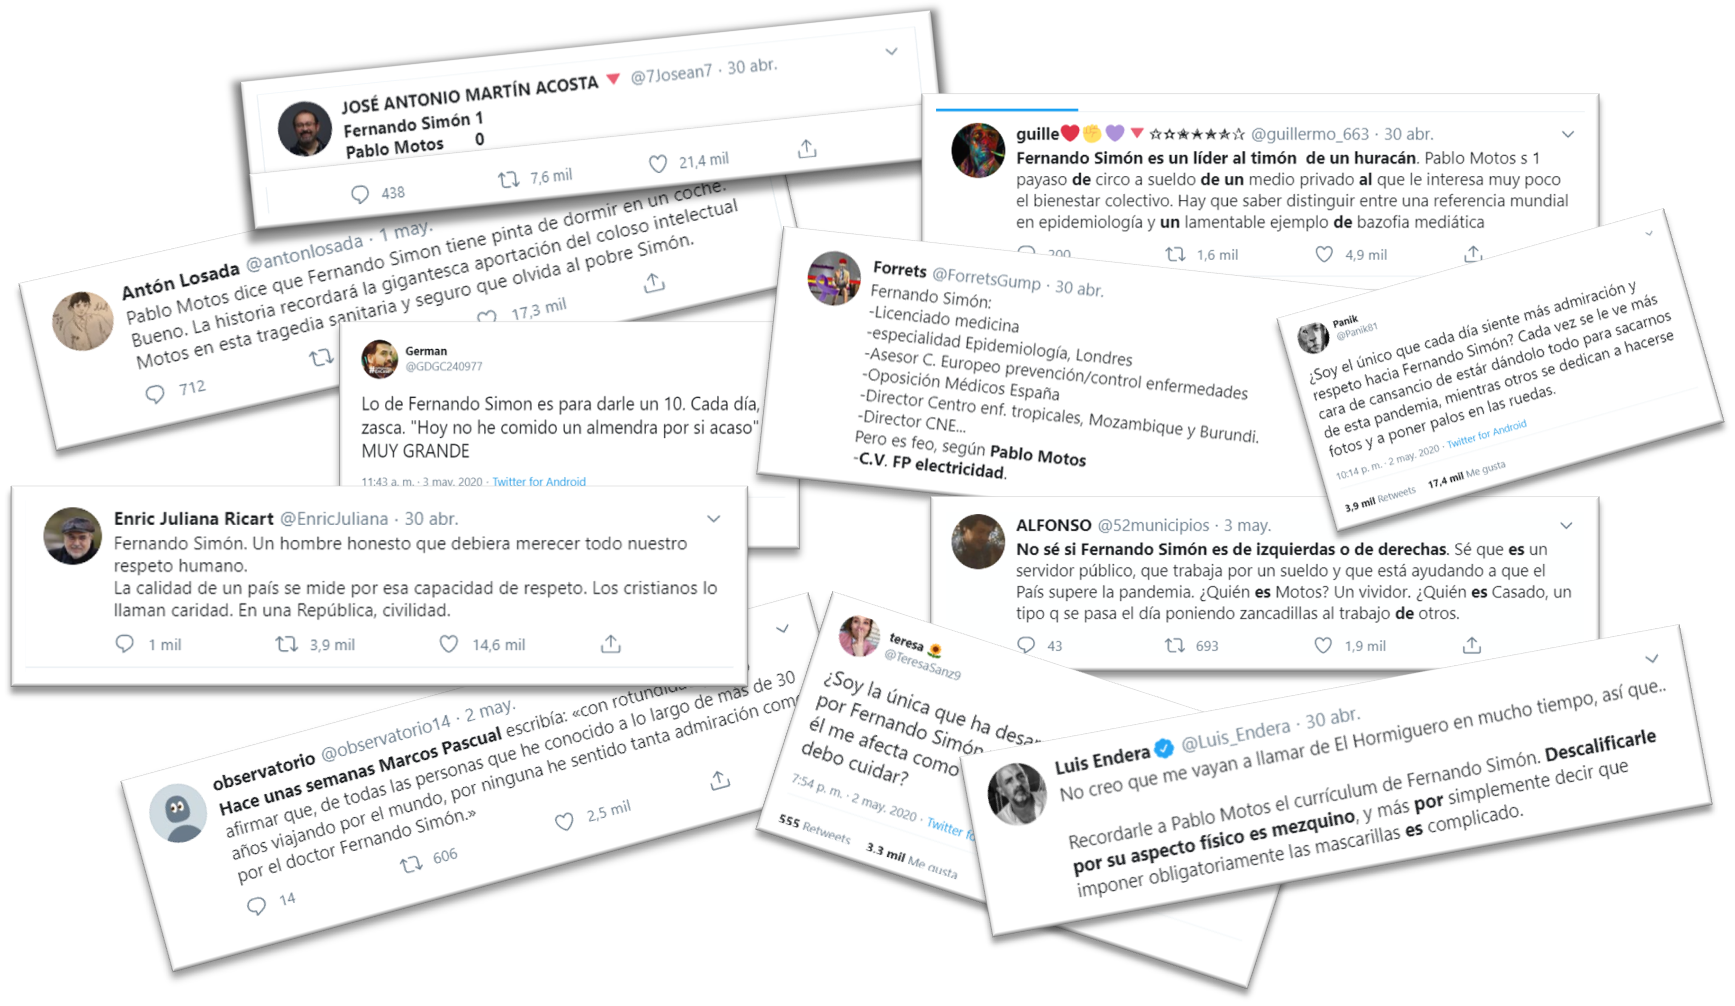 JOSÉ ANTONIO MARTÍN ACOSTA @7Josean7 · 30 abr.
Fernando Simón 1
Pablo Motos 0
438 7,6 mil 21,4 mil
guille ☆☆★★★★☆ @guillermo_663 · 30 abr.
Fernando Simón es un líder al timón de un huracán. Pablo Motos s 1
payaso de circo a sueldo de un medio privado al que le interesa muy poco
el bienestar colectivo. Hay que saber distinguir entre una referencia mundial
en epidemiología y un lamentable ejemplo de bazofia mediática
200 1,6 mil 4,9 mil
Antón Losada @antonlosada · 1 may.
Pablo Motos dice que Fernando Simon tiene pinta de dormir en un coche.
Bueno. La historia recordará la gigantesca aportación del coloso intelectual
Motos en esta tragedia sanitaria y seguro que olvida al pobre Simón.
712 17,3 mil
Forrets @ForretsGump · 30 abr.
Fernando Simón:
-Licenciado medicina
-especialidad Epidemiología, Londres
-Asesor C. Europeo prevención/control enfermedades
-Oposición Médicos España
-Director Centro enf. tropicales, Mozambique y Burundi.
-Director CNE...
Pero es feo, según Pablo Motos
-C.V. FP electricidad.
Panik
@Panik81
¿Soy el único que cada día siente más admiración y
respeto hacia Fernando Simón? Cada vez se le ve más
cara de cansancio de estár dándolo todo para sacarnos
de esta pandemia, mientras otros se dedican a hacerse
fotos y a poner palos en las ruedas.
10:14 p. m. · 2 may. 2020 · Twitter for Android
3,9 mil Retweets 17,4 mil Me gusta
German
@GDGC240977
Lo de Fernando Simon es para darle un 10. Cada día,
zasca. "Hoy no he comido un almendra por si acaso"
MUY GRANDE
11:43 a. m. · 3 may. 2020 · Twitter for Android
Enric Juliana Ricart @EnricJuliana · 30 abr.
Fernando Simón. Un hombre honesto que debiera merecer todo nuestro
respeto humano.
La calidad de un país se mide por esa capacidad de respeto. Los cristianos lo
llaman caridad. En una República, civilidad.
1 mil 3,9 mil 14,6 mil
ALFONSO @52municipios · 3 may.
No sé si Fernando Simón es de izquierdas o de derechas. Sé que es un
servidor público, que trabaja por un sueldo y que está ayudando a que el
País supere la pandemia. ¿Quién es Motos? Un vividor. ¿Quién es Casado, un
tipo q se pasa el día poniendo zancadillas al trabajo de otros.
43 693 1,9 mil
observatorio @observatorio14 · 2 may.
Hace unas semanas Marcos Pascual escribía: «con
afirmar que, de todas las personas que he conocido a lo largo de más de 30
años viajando por el mundo, por ninguna he sentido tanta admiración como
por el doctor Fernando Simón.»
14 606 2,5 mil
teresa
@TeresaSanz9
¿Soy la única que ha
por Fernando Simón
él me afecta como
debo cuidar?
7:54 p. m. · 2 may. 2020 · Twitter
555 Retweets 3.3 mil Me gusta
Luis Endera @Luis_Endera · 30 abr.
No creo que me vayan a llamar de El Hormiguero en mucho tiempo, así que..
Recordarle a Pablo Motos el currículum de Fernando Simón. Descalificarle
por su aspecto físico es mezquino, y más por simplemente decir que
imponer obligatoriamente las mascarillas es complicado.